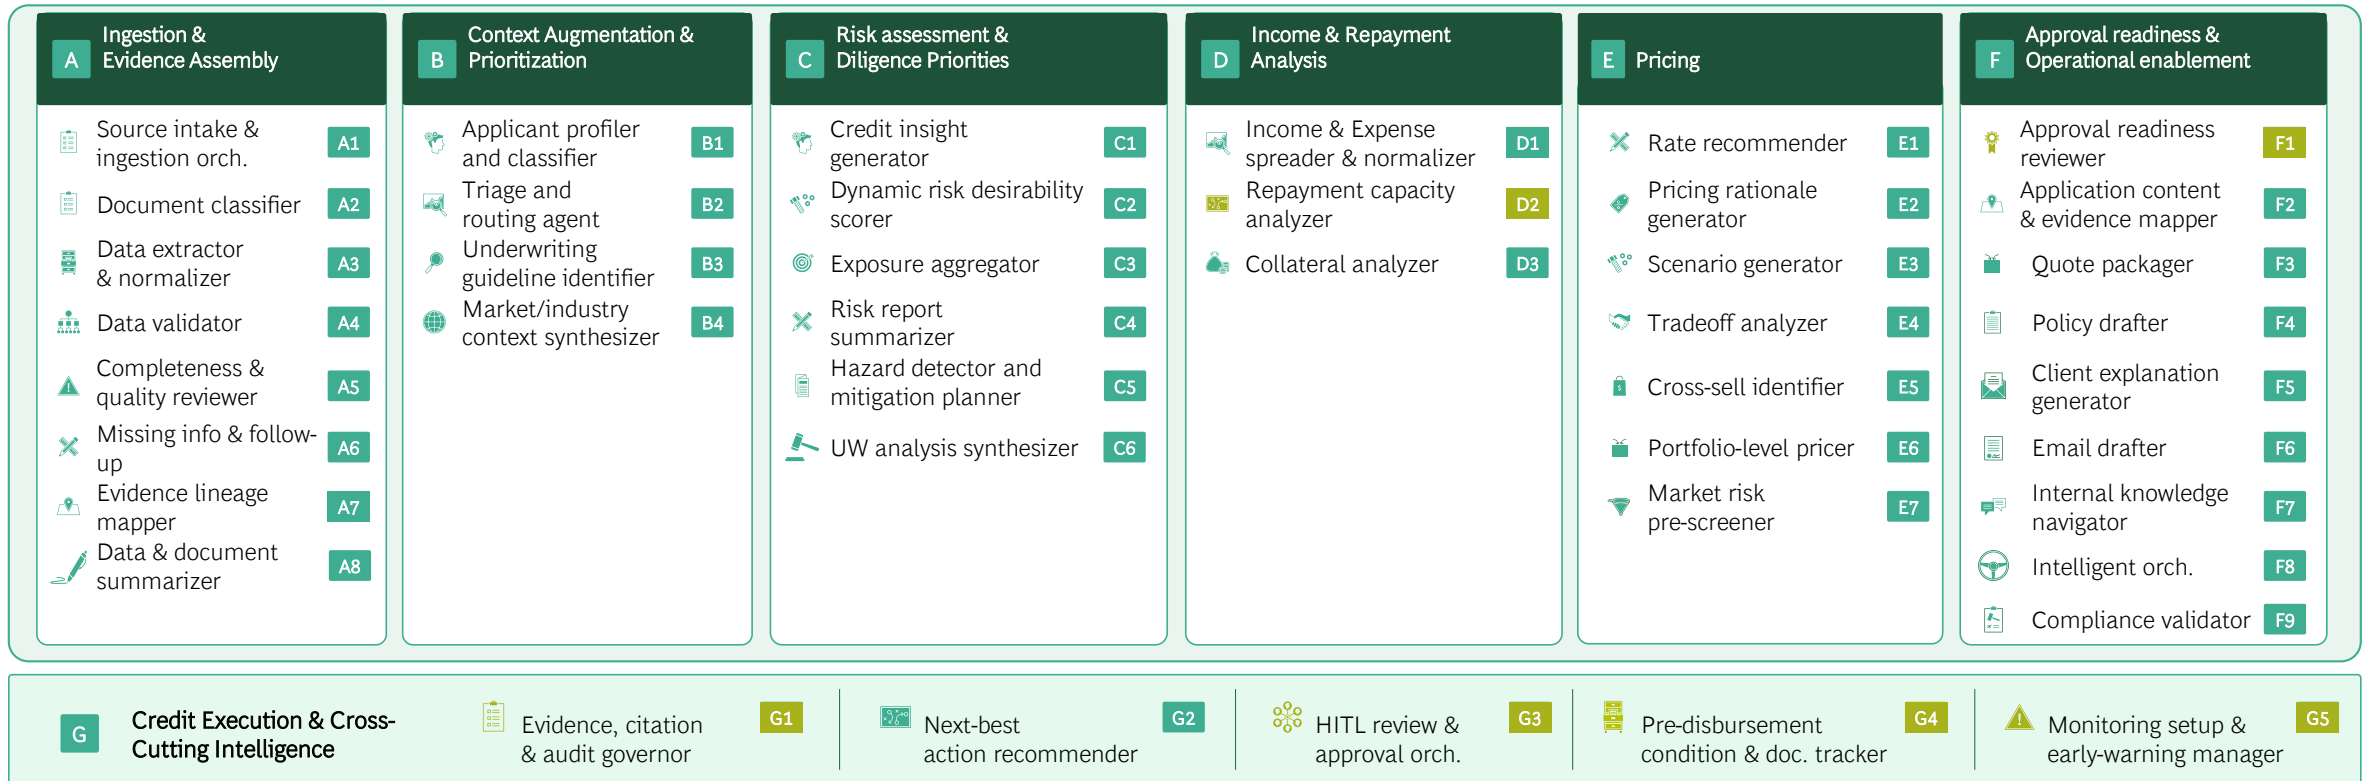 A
Ingestion &
Evidence Assembly
Source intake &
ingestion orch.
A1
Document classifier
A2
Data extractor
& normalizer
A3
Data validator
A4
Completeness &
quality reviewer
A5
Missing info & follow-
up
A6
Evidence lineage
mapper
A7
Data & document
summarizer
A8
B
Context Augmentation &
Prioritization
Applicant profiler
and classifier
B1
Triage and
routing agent
B2
Underwriting
guideline identifier
B3
Market/industry
context synthesizer
B4
C
Risk assessment &
Diligence Priorities
Credit insight
generator
C1
Dynamic risk desirability
scorer
C2
Exposure aggregator
C3
Risk report
summarizer
C4
Hazard detector and
mitigation planner
C5
UW analysis synthesizer
C6
D
Income & Repayment
Analysis
Income & Expense
spreader & normalizer
D1
Repayment capacity
analyzer
D2
Collateral analyzer
D3
E
Pricing
Rate recommender
E1
Pricing rationale
generator
E2
Scenario generator
E3
Tradeoff analyzer
E4
Cross-sell identifier
E5
Portfolio-level pricer
E6
Market risk
pre-screener
E7
F
Approval readiness &
Operational enablement
Approval readiness
reviewer
F1
Application content
& evidence mapper
F2
Quote packager
F3
Policy drafter
F4
Client explanation
generator
F5
Email drafter
F6
Internal knowledge
navigator
F7
Intelligent orch.
F8
Compliance validator
F9
G
Credit Execution & Cross-
Cutting Intelligence
Evidence, citation
& audit governor
G1
Next-best
action recommender
G2
HITL review &
approval orch.
G3
Pre-disbursement
condition & doc. tracker
G4
Monitoring setup &
early-warning manager
G5